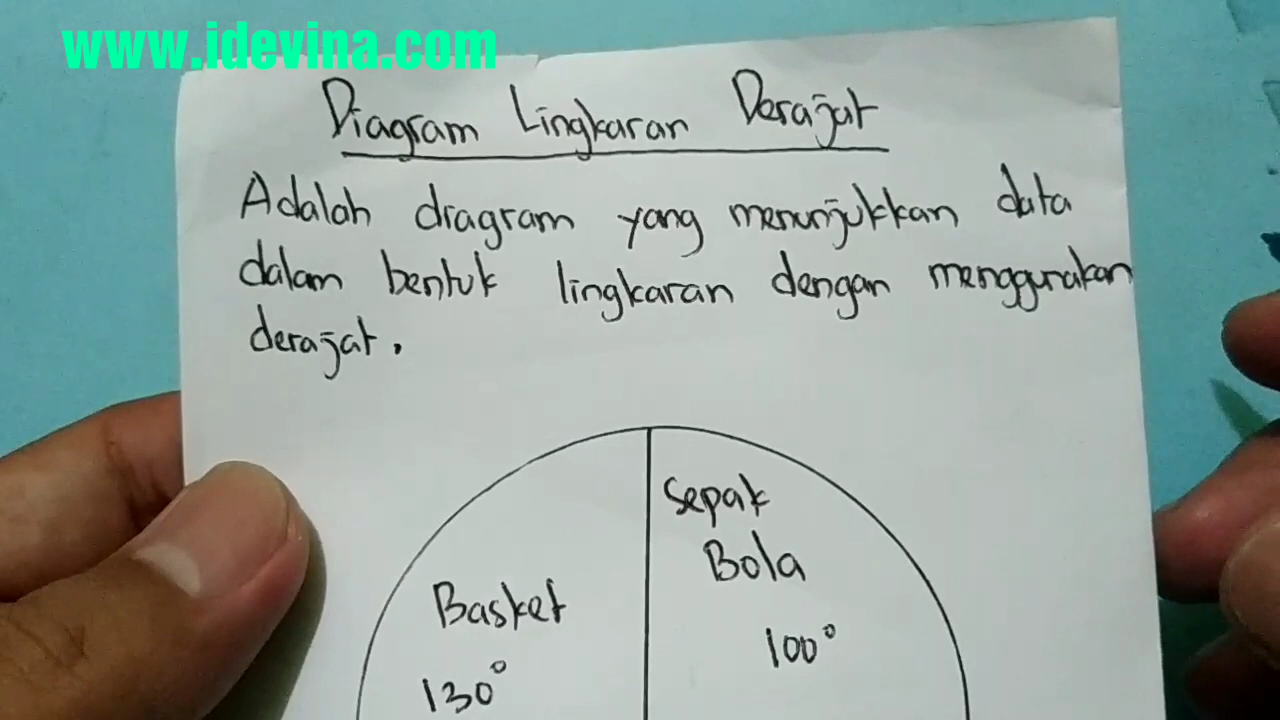 www.idevina.com
Diagram Lingkaran Derajat
Adalah diagram yang menunjukkan data
dalam bentuk lingkaran dengan menggunakan
derajat.
Sepak
Bola
100°
Basket
130°